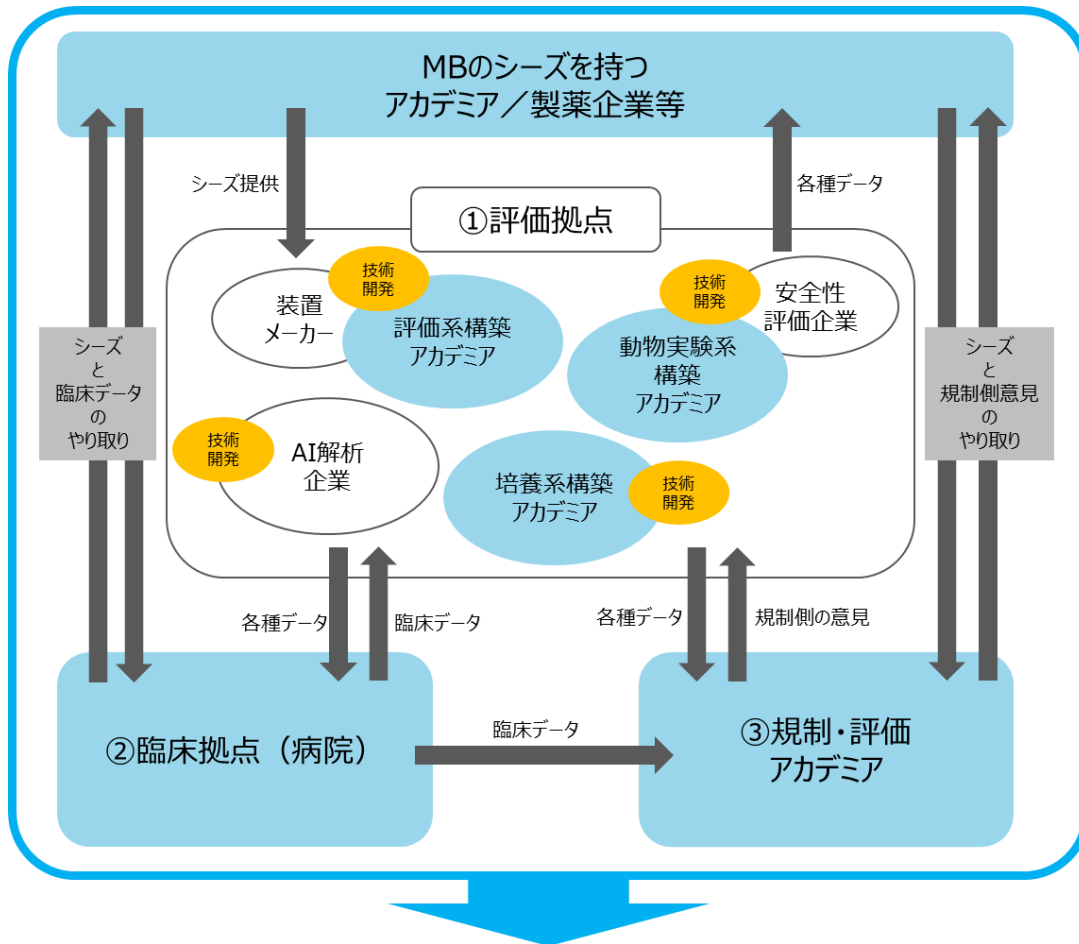 MBのシーズを持つ
アカデミア／製薬企業等
シーズ提供
各種データ
①評価拠点
技術
開発
装置
メーカー
評価系構築
アカデミア
技術
開発
安全性
評価企業
動物実験系
構築
アカデミア
シーズ
と
臨床データ
の
やり取り
シーズ
と
規制側意見
の
やり取り
技術
開発
AI解析
企業
培養系構築
アカデミア
技術
開発
各種データ
臨床データ
各種データ
規制側の意見
②臨床拠点（病院）
臨床データ
③規制・評価
アカデミア